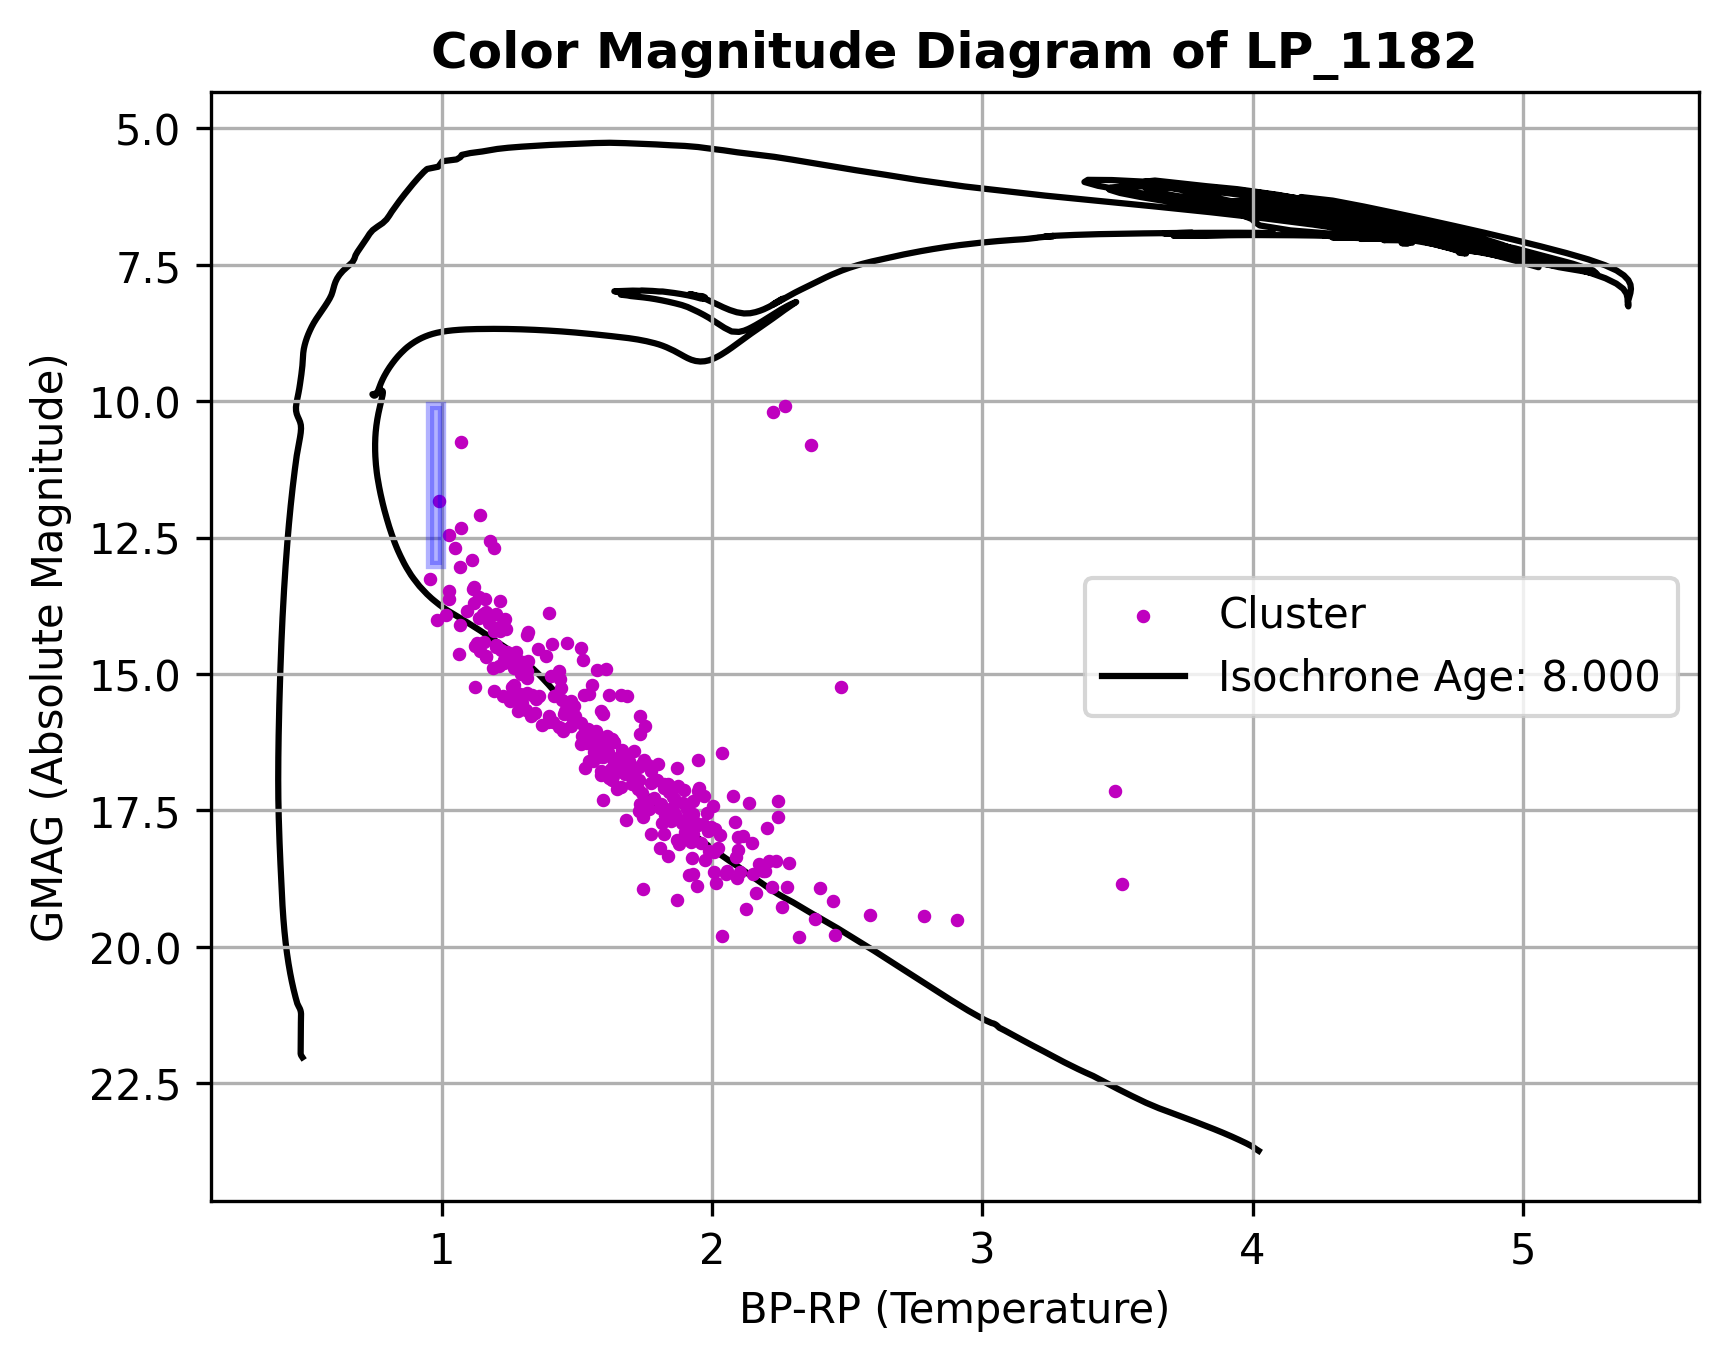 Color Magnitude Diagram of LP_1182
GMAG (Absolute Magnitude)
5.0
7.5
10.0
12.5
15.0
17.5
20.0
22.5
Cluster
Isochrone Age: 8.000
1 2 3 4 5
BP-RP (Temperature)